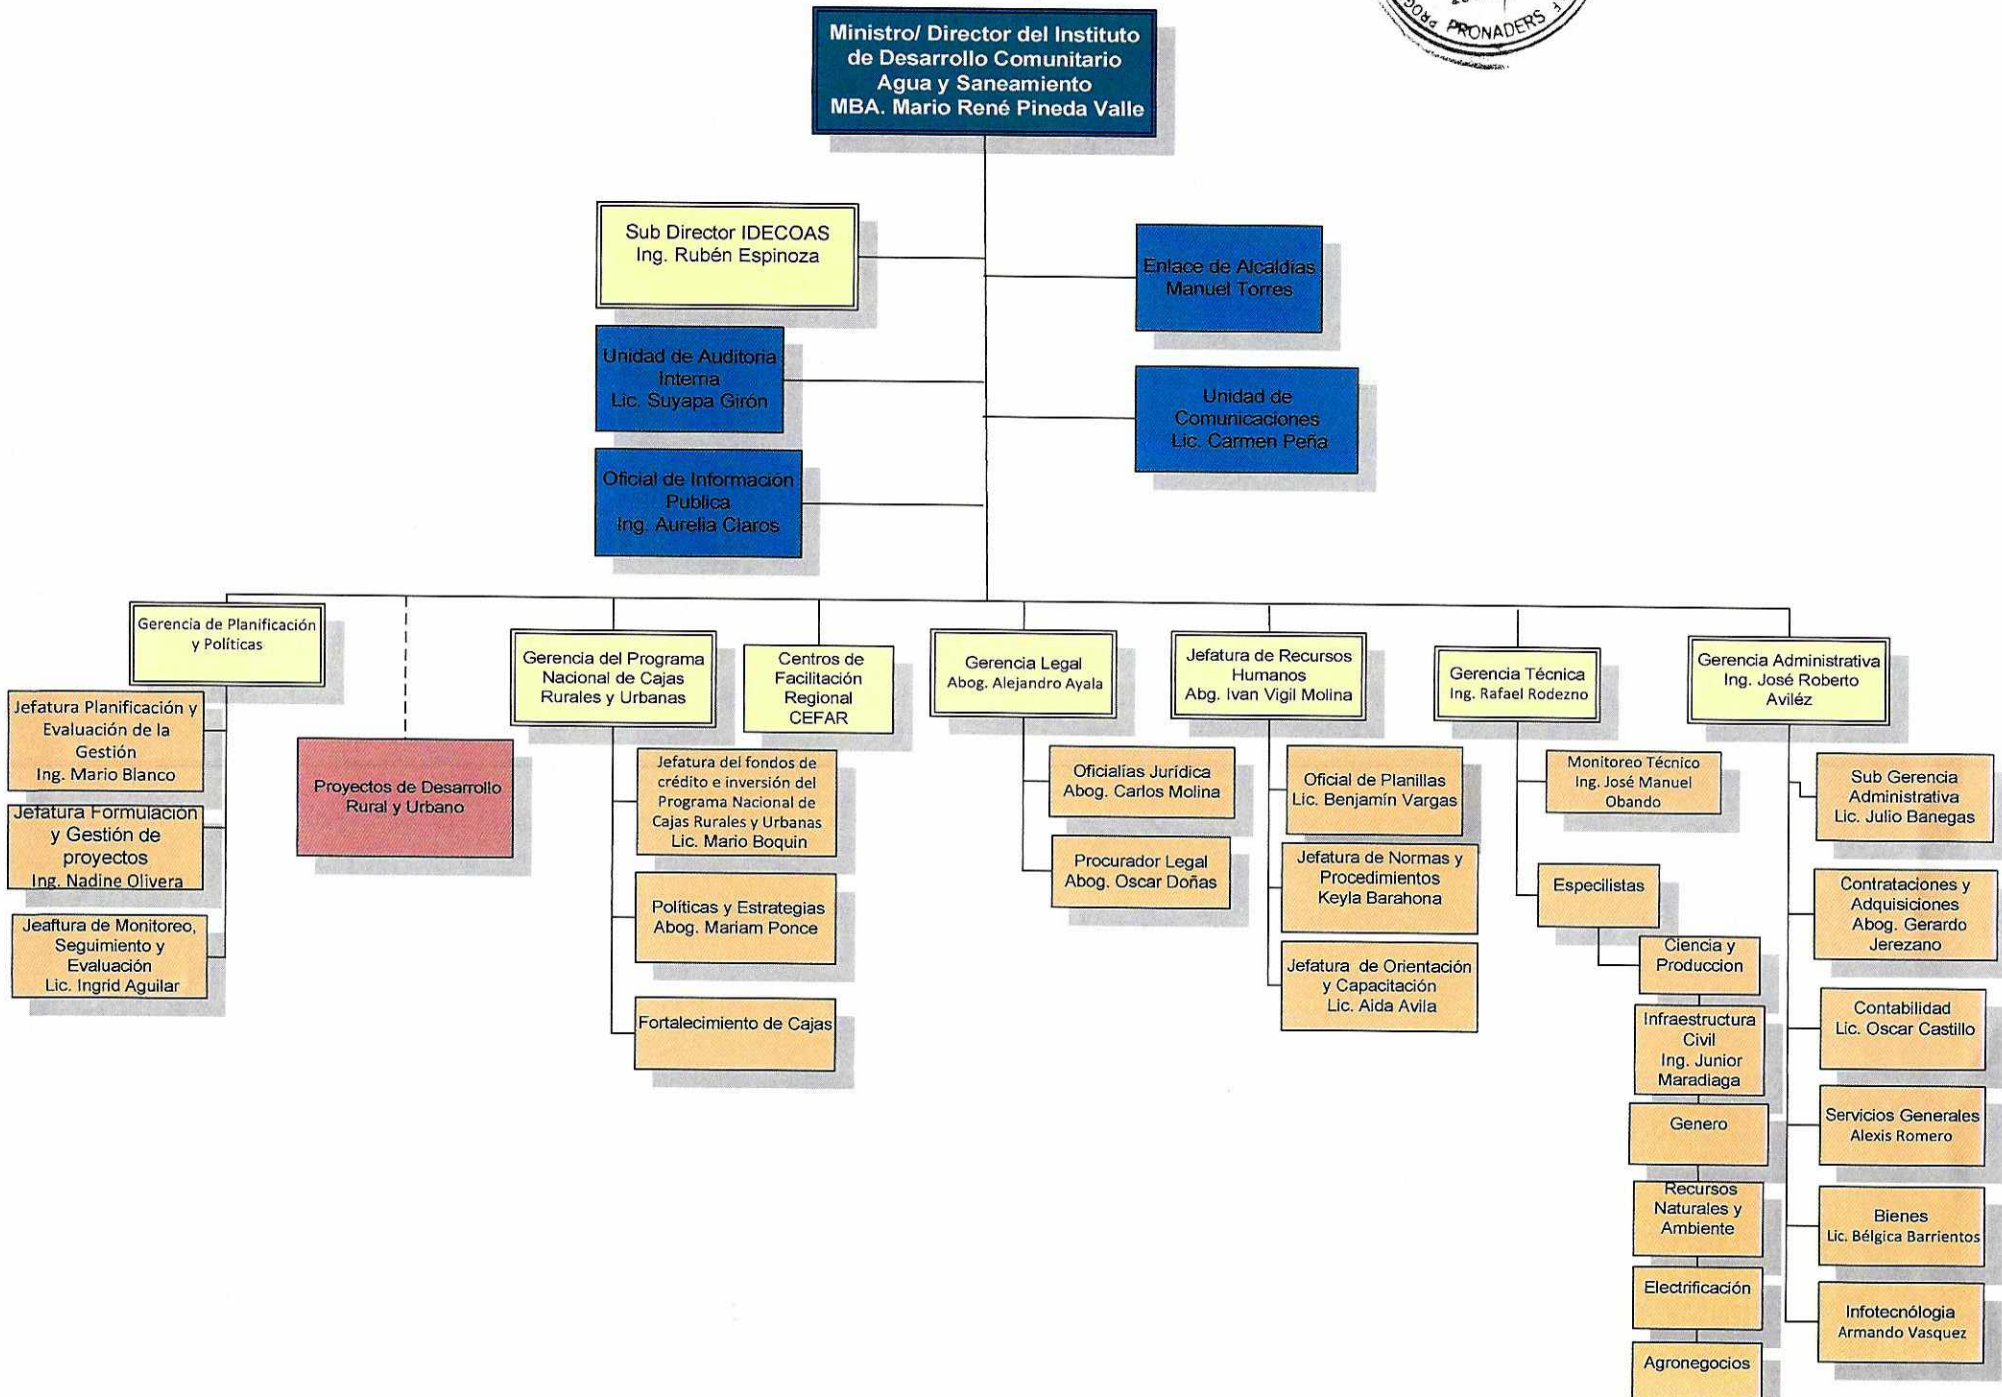 PROG
PRONADERS
Ministro/ Director del Instituto
de Desarrollo Comunitario
Agua y Saneamiento
MBA. Mario René Pineda Valle
Sub Director IDECOAS
Ing. Rubén Espinoza
Enlace de Alcaldías
Manuel Torres
Unidad de Auditoria
Interna
Lic. Suyapa Girón
Unidad de
Comunicaciones
Lic. Carmen Peña
Oficial de Información
Publica
Ing. Aurelia Claros
Gerencia de Planificación
y Políticas
Jefatura Planificación y
Evaluación de la
Gestión
Ing. Mario Blanco
Jefatura Formulación
y Gestión de
proyectos
Ing. Nadine Olivera
Jeaftura de Monitoreo,
Seguimiento y
Evaluación
Lic. Ingrid Aguilar
Proyectos de Desarrollo
Rural y Urbano
Gerencia del Programa
Nacional de Cajas
Rurales y Urbanas
Jefatura del fondos de
crédito e inversión del
Programa Nacional de
Cajas Rurales y Urbanas
Lic. Mario Boquin
Políticas y Estrategias
Abog. Mariam Ponce
Fortalecimiento de Cajas
Centros de
Facilitación
Regional
CEFAR
Gerencia Legal
Abog. Alejandro Ayala
Oficialías Jurídica
Abog. Carlos Molina
Procurador Legal
Abog. Oscar Doñas
Jefatura de Recursos
Humanos
Abg. Ivan Vigil Molina
Oficial de Planillas
Lic. Benjamín Vargas
Jefatura de Normas y
Procedimientos
Keyla Barahona
Jefatura de Orientación
y Capacitación
Lic. Aida Avila
Gerencia Técnica
Ing. Rafael Rodezno
Monitoreo Técnico
Ing. José Manuel
Obando
Especilistas
Ciencia y
Produccion
Infraestructura
Civil
Ing. Junior
Maradiaga
Genero
Recursos
Naturales y
Ambiente
Electrificación
Agronegocios
Gerencia Administrativa
Ing. José Roberto
Aviléz
Sub Gerencia
Administrativa
Lic. Julio Banegas
Contrataciones y
Adquisiciones
Abog. Gerardo
Jerezano
Contabilidad
Lic. Oscar Castillo
Servicios Generales
Alexis Romero
Bienes
Lic. Bélgica Barrientos
Infotecnólogia
Armando Vasquez